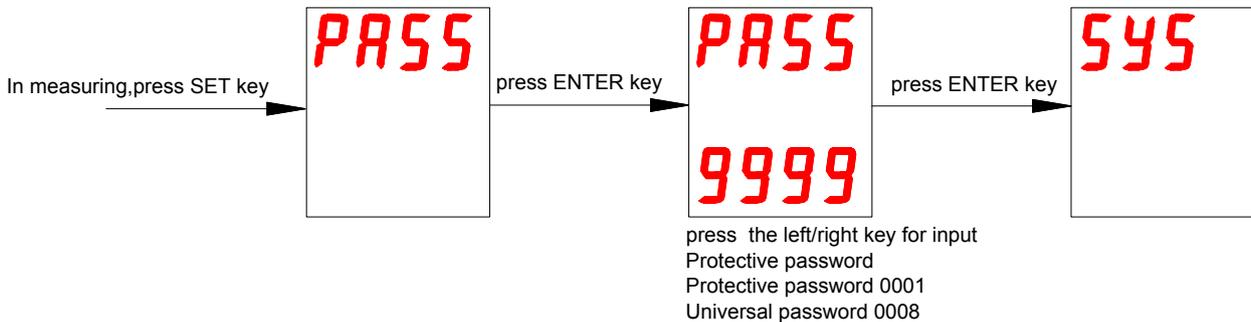 PASS
PASS
SYS
In measuring,press SET key
press ENTER key
press ENTER key
9999
press the left/right key for input
Protective password
Protective password 0001
Universal password 0008